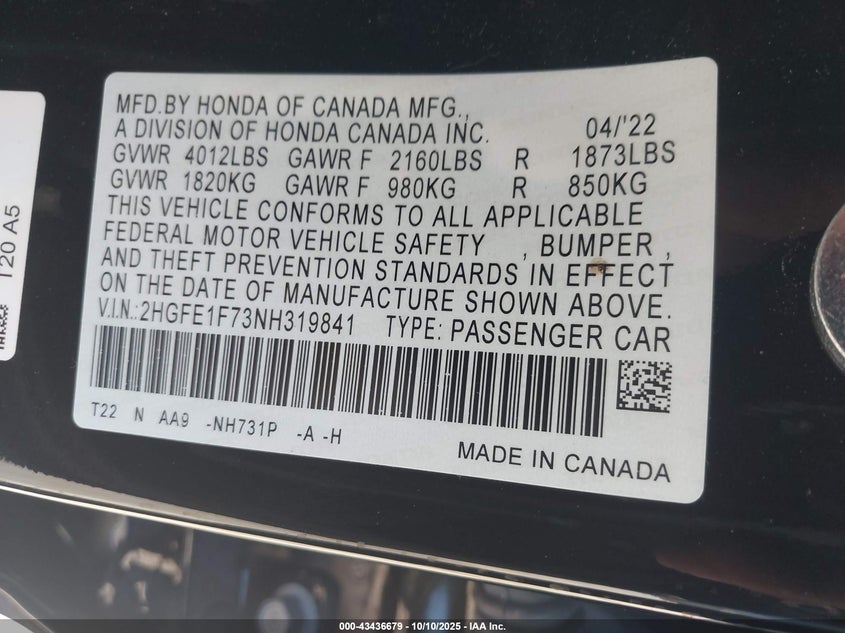 MFD.BY HONDA OF CANADA MFG.,
A DIVISION OF HONDA CANADA INC. 04/'22
GVWR 4012LBS GAWR F 2160LBS R 1873LBS
GVWR 1820KG GAWR F 980KG R 850KG
THIS VEHICLE CONFORMS TO ALL APPLICABLE
FEDERAL MOTOR VEHICLE SAFETY , BUMPER ,
AND THEFT PREVENTION STANDARDS IN EFFECT
ON THE DATE OF MANUFACTURE SHOWN ABOVE.
V.I.N.:2HGFE1F73NH319841 TYPE: PASSENGER CAR
T22 N AA9 -NH731P -A -H
MADE IN CANADA
T20 A5
000-43436679 - 10/10/2025 - IAA Inc.